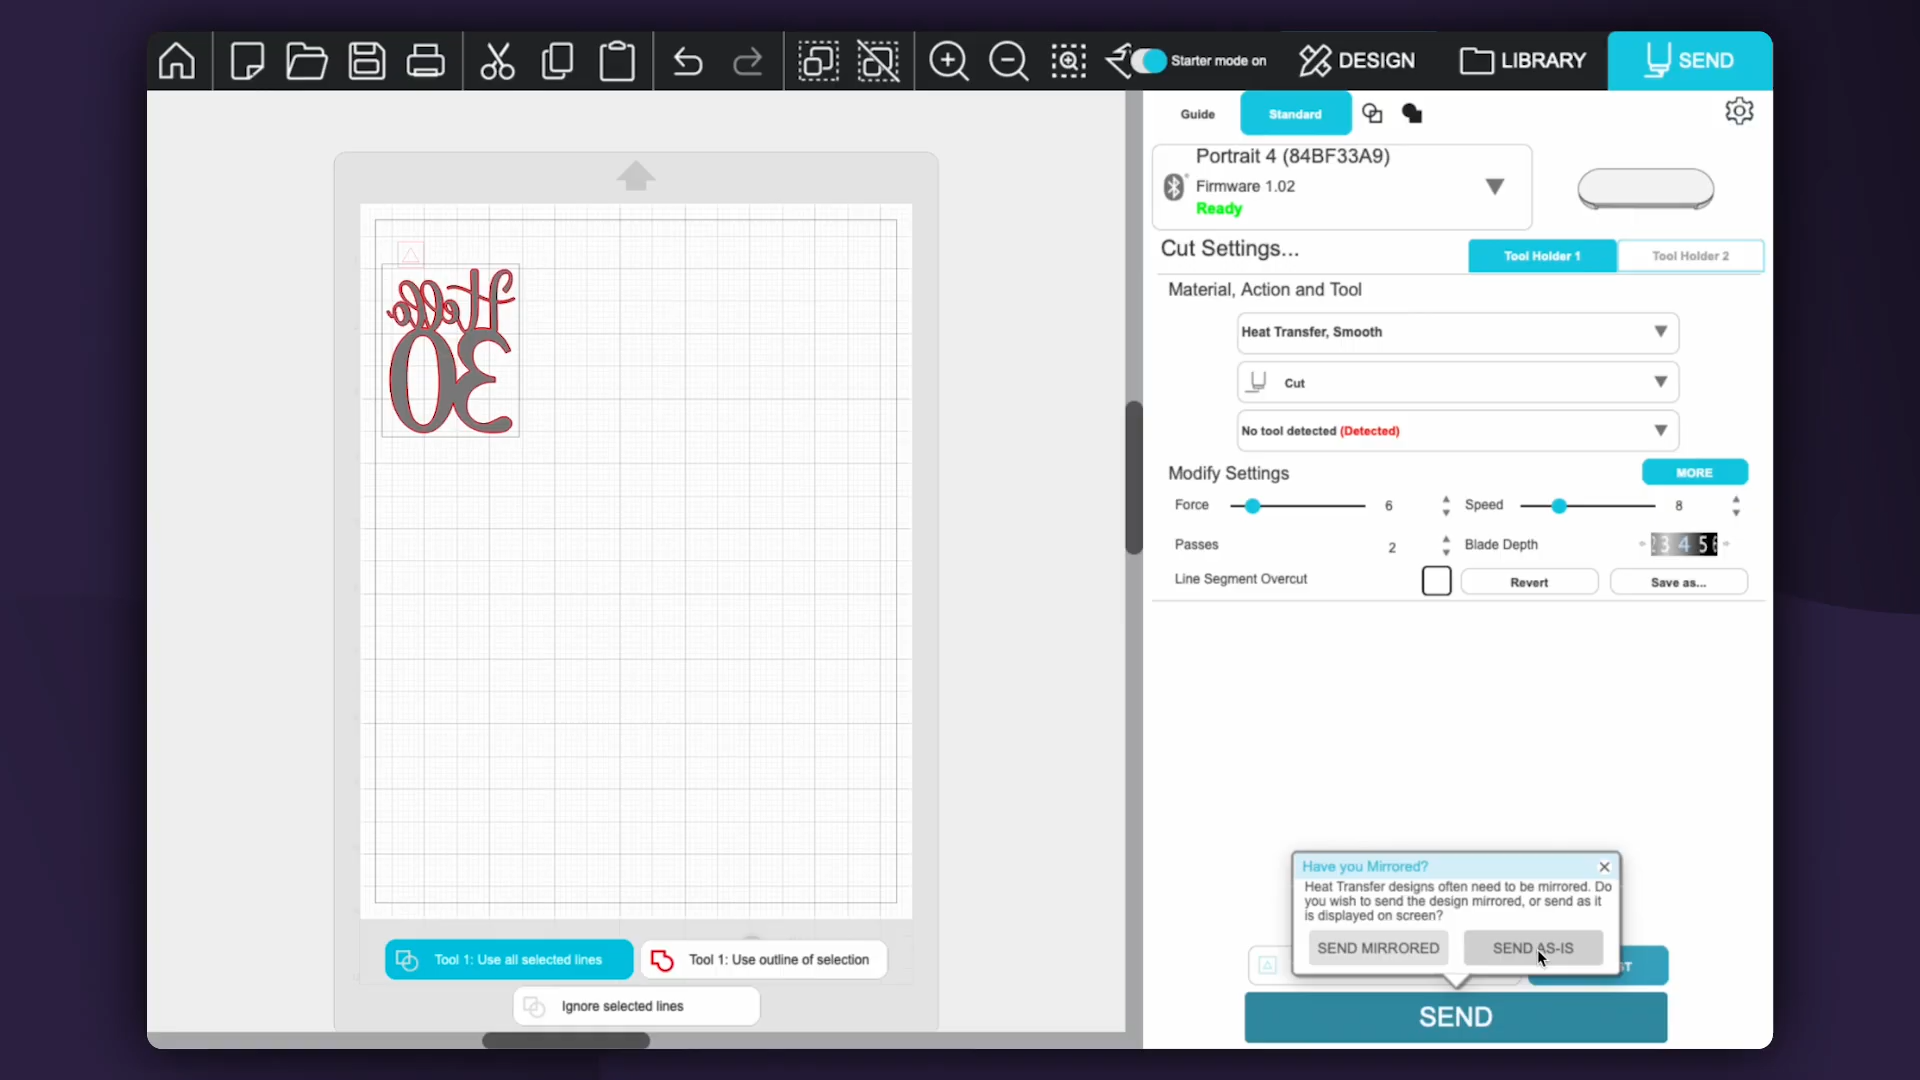 Starter mode on
DESIGN
LIBRARY
SEND
Guide
Standard
Portrait 4 (84BF33A9)
Firmware 1.02
Ready
Cut Settings...
Tool Holder 1
Tool Holder 2
Material, Action and Tool
Heat Transfer, Smooth
Cut
No tool detected (Detected)
Modify Settings
MORE
Force
6
Speed
8
Passes
2
Blade Depth
3 4 5
Line Segment Overcut
Revert
Save as...
Hello
30
Have you Mirrored?
Heat Transfer designs often need to be mirrored. Do
you wish to send the design mirrored, or send as it
is displayed on screen?
SEND MIRRORED
SEND AS-IS
Tool 1: Use all selected lines
Tool 1: Use outline of selection
Ignore selected lines
SEND